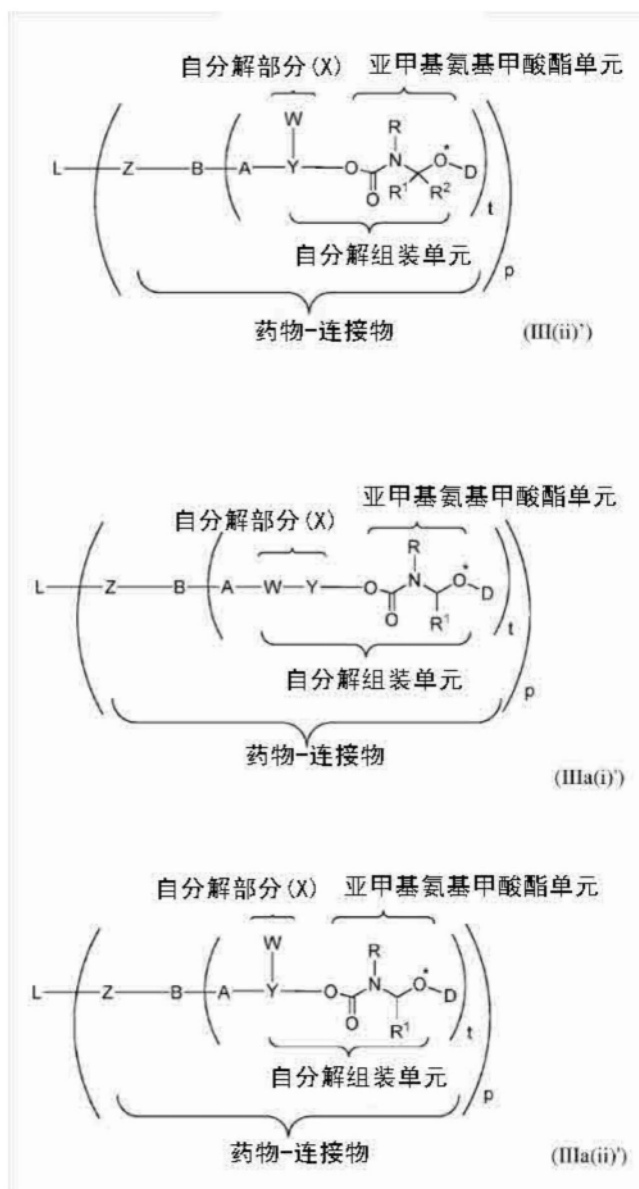 自分解部分(X) 亚甲基氨基甲酸酯单元
W
R
L Z B A Y O N O* D
O R¹ R² t
自分解组装单元
p
药物-连接物 (III(ii)')
亚甲基氨基甲酸酯单元
自分解部分(X)
R
L Z B A W Y O N O* D
O R¹ t
自分解组装单元
p
药物-连接物
(IIIa(i)')
自分解部分(X) 亚甲基氨基甲酸酯单元
W
R
L Z B A Y O N O* D
O R¹ t
自分解组装单元
p
药物-连接物 (IIIa(ii)')